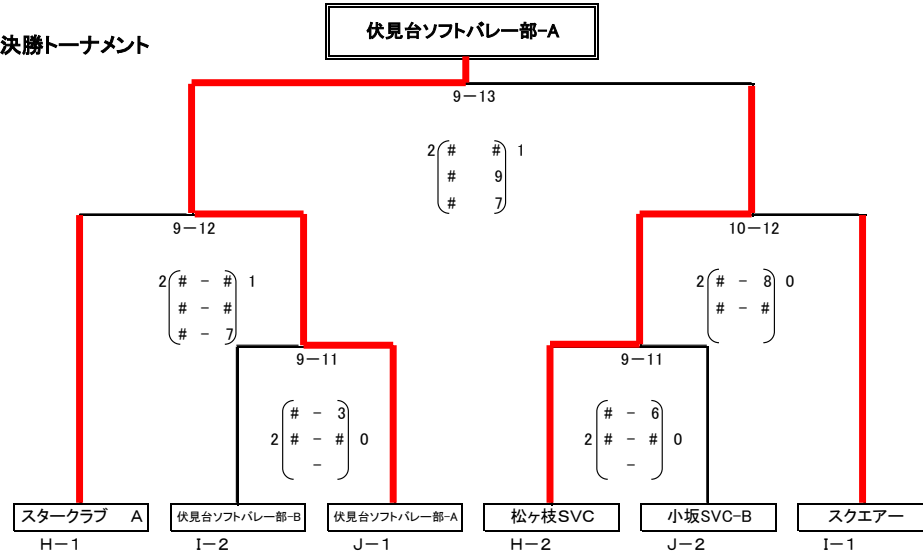 伏見台ソフトバレー部-A
決勝トーナメント
9－13
2 # # 1
# 9
# 7
9－12
10－12
2 # - # 1
# - #
# - 7
2 # - 8 0
# - #
9－11
9－11
# - 3
2 # - # 0
-
# - 6
2 # - # 0
-
スタークラブ A
伏見台ソフトバレー部-B
伏見台ソフトバレー部-A
松ヶ枝SVC
小坂SVC-B
スクエアー
H－1
I－2
J－1
H－2
J－2
I－1